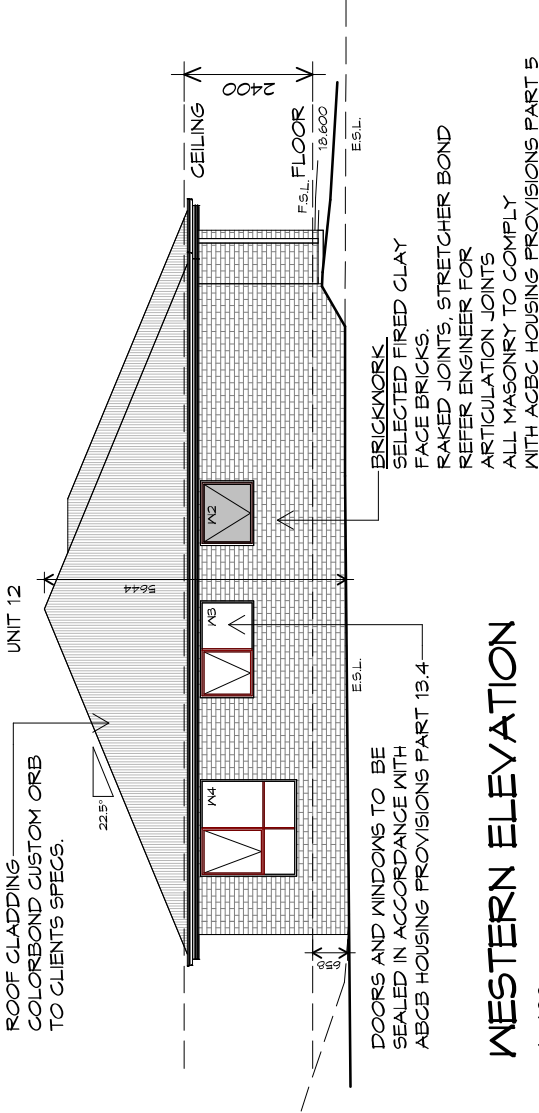 ROOF CLADDING
COLORBOND CUSTOM ORB
TO CLIENTS SPECS.
UNIT 12
22.5°
5644
CEILING
2400
W4
W3
W2
F.S.L.
FLOOR
18.600
658
E.S.L.
E.S.L.
DOORS AND WINDOWS TO BE
SEALED IN ACCORDANCE WITH
ABCB HOUSING PROVISIONS PART 13.4
BRICKWORK
SELECTED FIRED CLAY
FACE BRICKS.
RAKED JOINTS, STRETCHER BOND
REFER ENGINEER FOR
ARTICULATION JOINTS
ALL MASONRY TO COMPLY
WITH ACBC HOUSING PROVISIONS PART 5
WESTERN ELEVATION